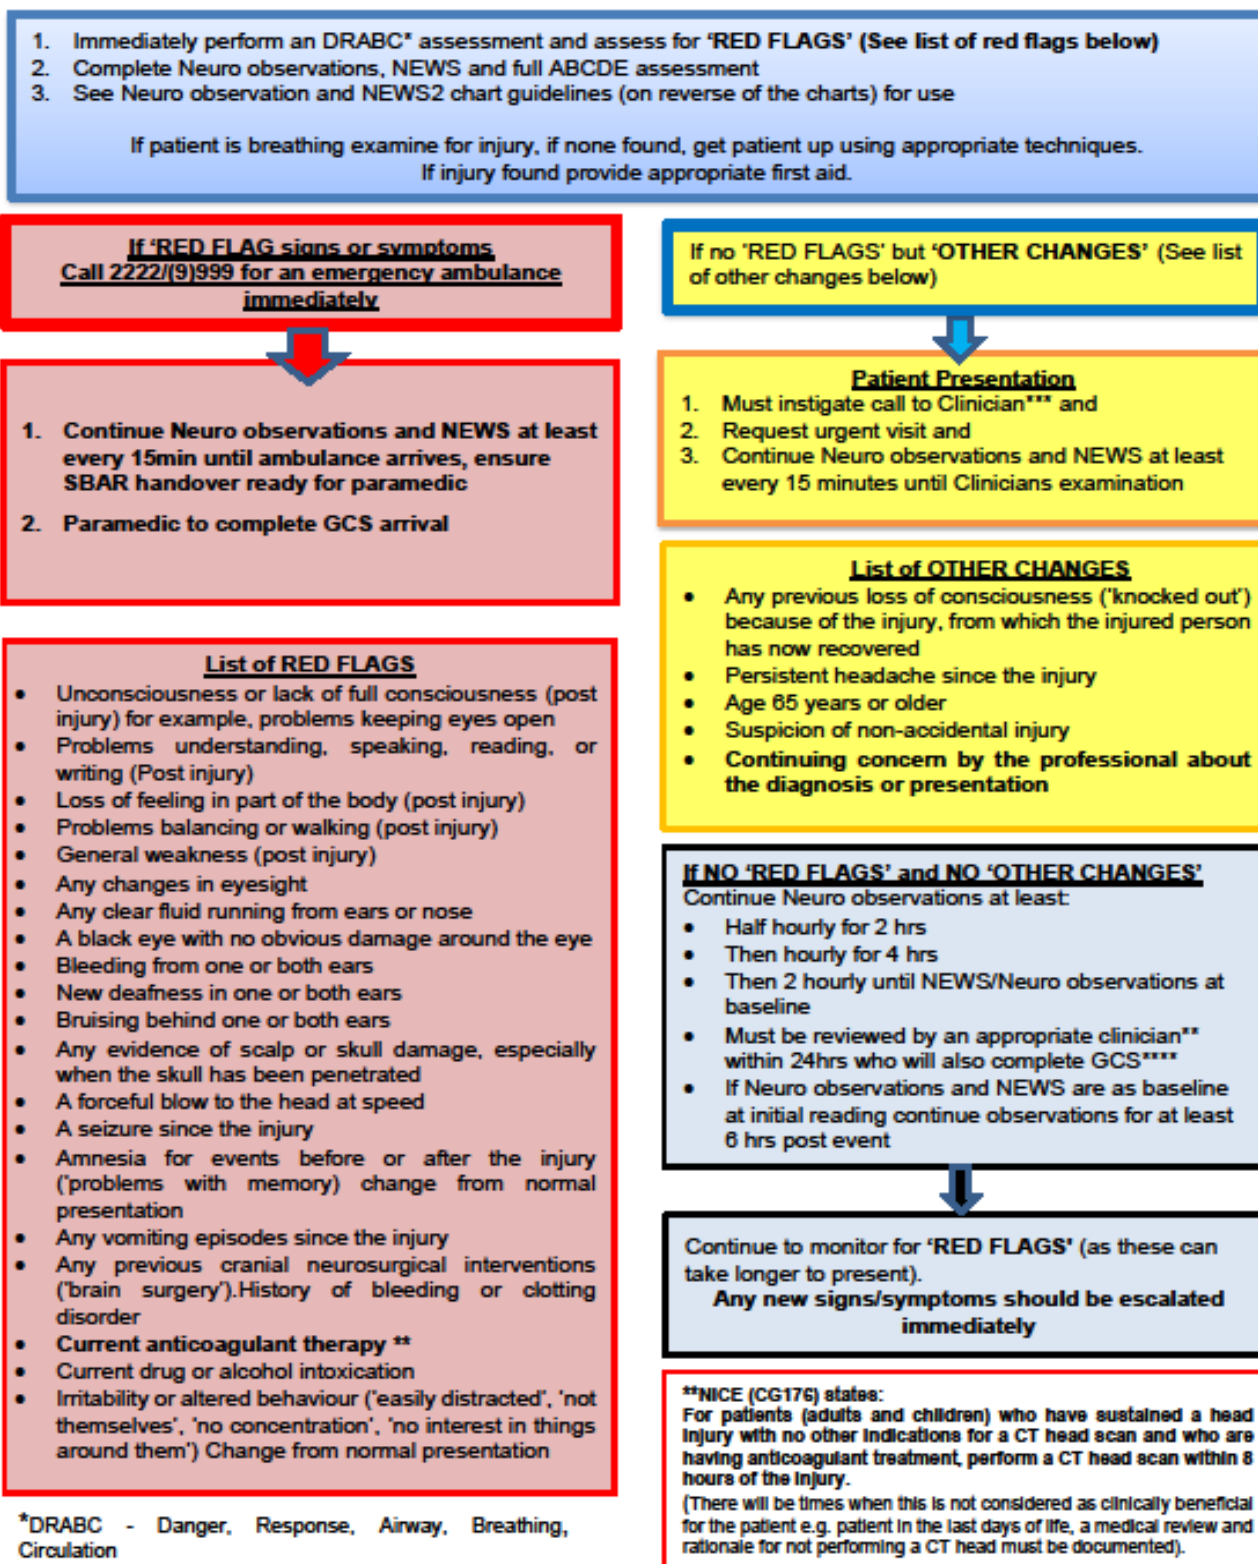 1. Immediately perform an DRABC* assessment and assess for 'RED FLAGS' (See list of red flags below)
2. Complete Neuro observations, NEWS and full ABCDE assessment
3. See Neuro observation and NEWS2 chart guidelines (on reverse of the charts) for use
If patient is breathing examine for injury, if none found, get patient up using appropriate techniques.
If injury found provide appropriate first aid.
If 'RED FLAG signs or symptoms
Call 2222/(9)999 for an emergency ambulance
immediately
1. Continue Neuro observations and NEWS at least
every 15min until ambulance arrives, ensure
SBAR handover ready for paramedic
2. Paramedic to complete GCS arrival
List of RED FLAGS
• Unconsciousness or lack of full consciousness (post
injury) for example, problems keeping eyes open
• Problems understanding, speaking, reading, or
writing (Post injury)
• Loss of feeling in part of the body (post injury)
• Problems balancing or walking (post injury)
• General weakness (post injury)
• Any changes in eyesight
• Any clear fluid running from ears or nose
• A black eye with no obvious damage around the eye
• Bleeding from one or both ears
• New deafness in one or both ears
• Bruising behind one or both ears
• Any evidence of scalp or skull damage, especially
when the skull has been penetrated
• A forceful blow to the head at speed
• A seizure since the injury
• Amnesia for events before or after the injury
('problems with memory) change from normal
presentation
• Any vomiting episodes since the injury
• Any previous cranial neurosurgical interventions
('brain surgery').History of bleeding or clotting
disorder
• Current anticoagulant therapy **
• Current drug or alcohol intoxication
• Irritability or altered behaviour ('easily distracted', 'not
themselves', 'no concentration', 'no interest in things
around them') Change from normal presentation
*DRABC - Danger, Response, Airway, Breathing,
Circulation
If no 'RED FLAGS' but 'OTHER CHANGES' (See list
of other changes below)
Patient Presentation
1. Must instigate call to Clinician*** and
2. Request urgent visit and
3. Continue Neuro observations and NEWS at least
every 15 minutes until Clinicians examination
List of OTHER CHANGES
• Any previous loss of consciousness ('knocked out')
because of the injury, from which the injured person
has now recovered
• Persistent headache since the injury
• Age 65 years or older
• Suspicion of non-accidental injury
• Continuing concern by the professional about
the diagnosis or presentation
If NO 'RED FLAGS' and NO 'OTHER CHANGES'
Continue Neuro observations at least:
• Half hourly for 2 hrs
• Then hourly for 4 hrs
• Then 2 hourly until NEWS/Neuro observations at
baseline
• Must be reviewed by an appropriate clinician**
within 24hrs who will also complete GCS****
• If Neuro observations and NEWS are as baseline
at initial reading continue observations for at least
6 hrs post event
Continue to monitor for 'RED FLAGS' (as these can
take longer to present).
Any new signs/symptoms should be escalated
immediately
**NICE (CG176) states:
For patients (adults and children) who have sustained a head
injury with no other indications for a CT head scan and who are
having anticoagulant treatment, perform a CT head scan within 8
hours of the injury.
(There will be times when this is not considered as clinically beneficial
for the patient e.g. patient in the last days of life, a medical review and
rationale for not performing a CT head must be documented).